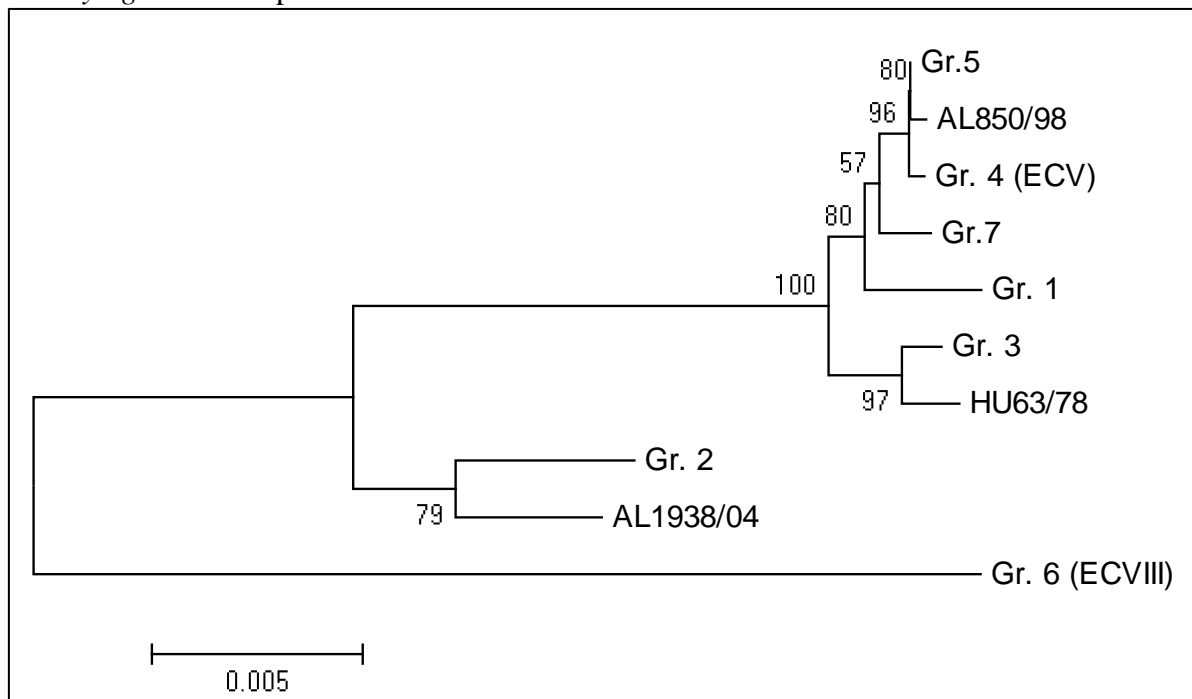 80
Gr.5
96
AL850/98
57
Gr. 4 (ECV)
80
Gr.7
100
Gr. 1
Gr. 3
97
HU63/78
Gr. 2
79
AL1938/04
Gr. 6 (ECVIII)
0.005